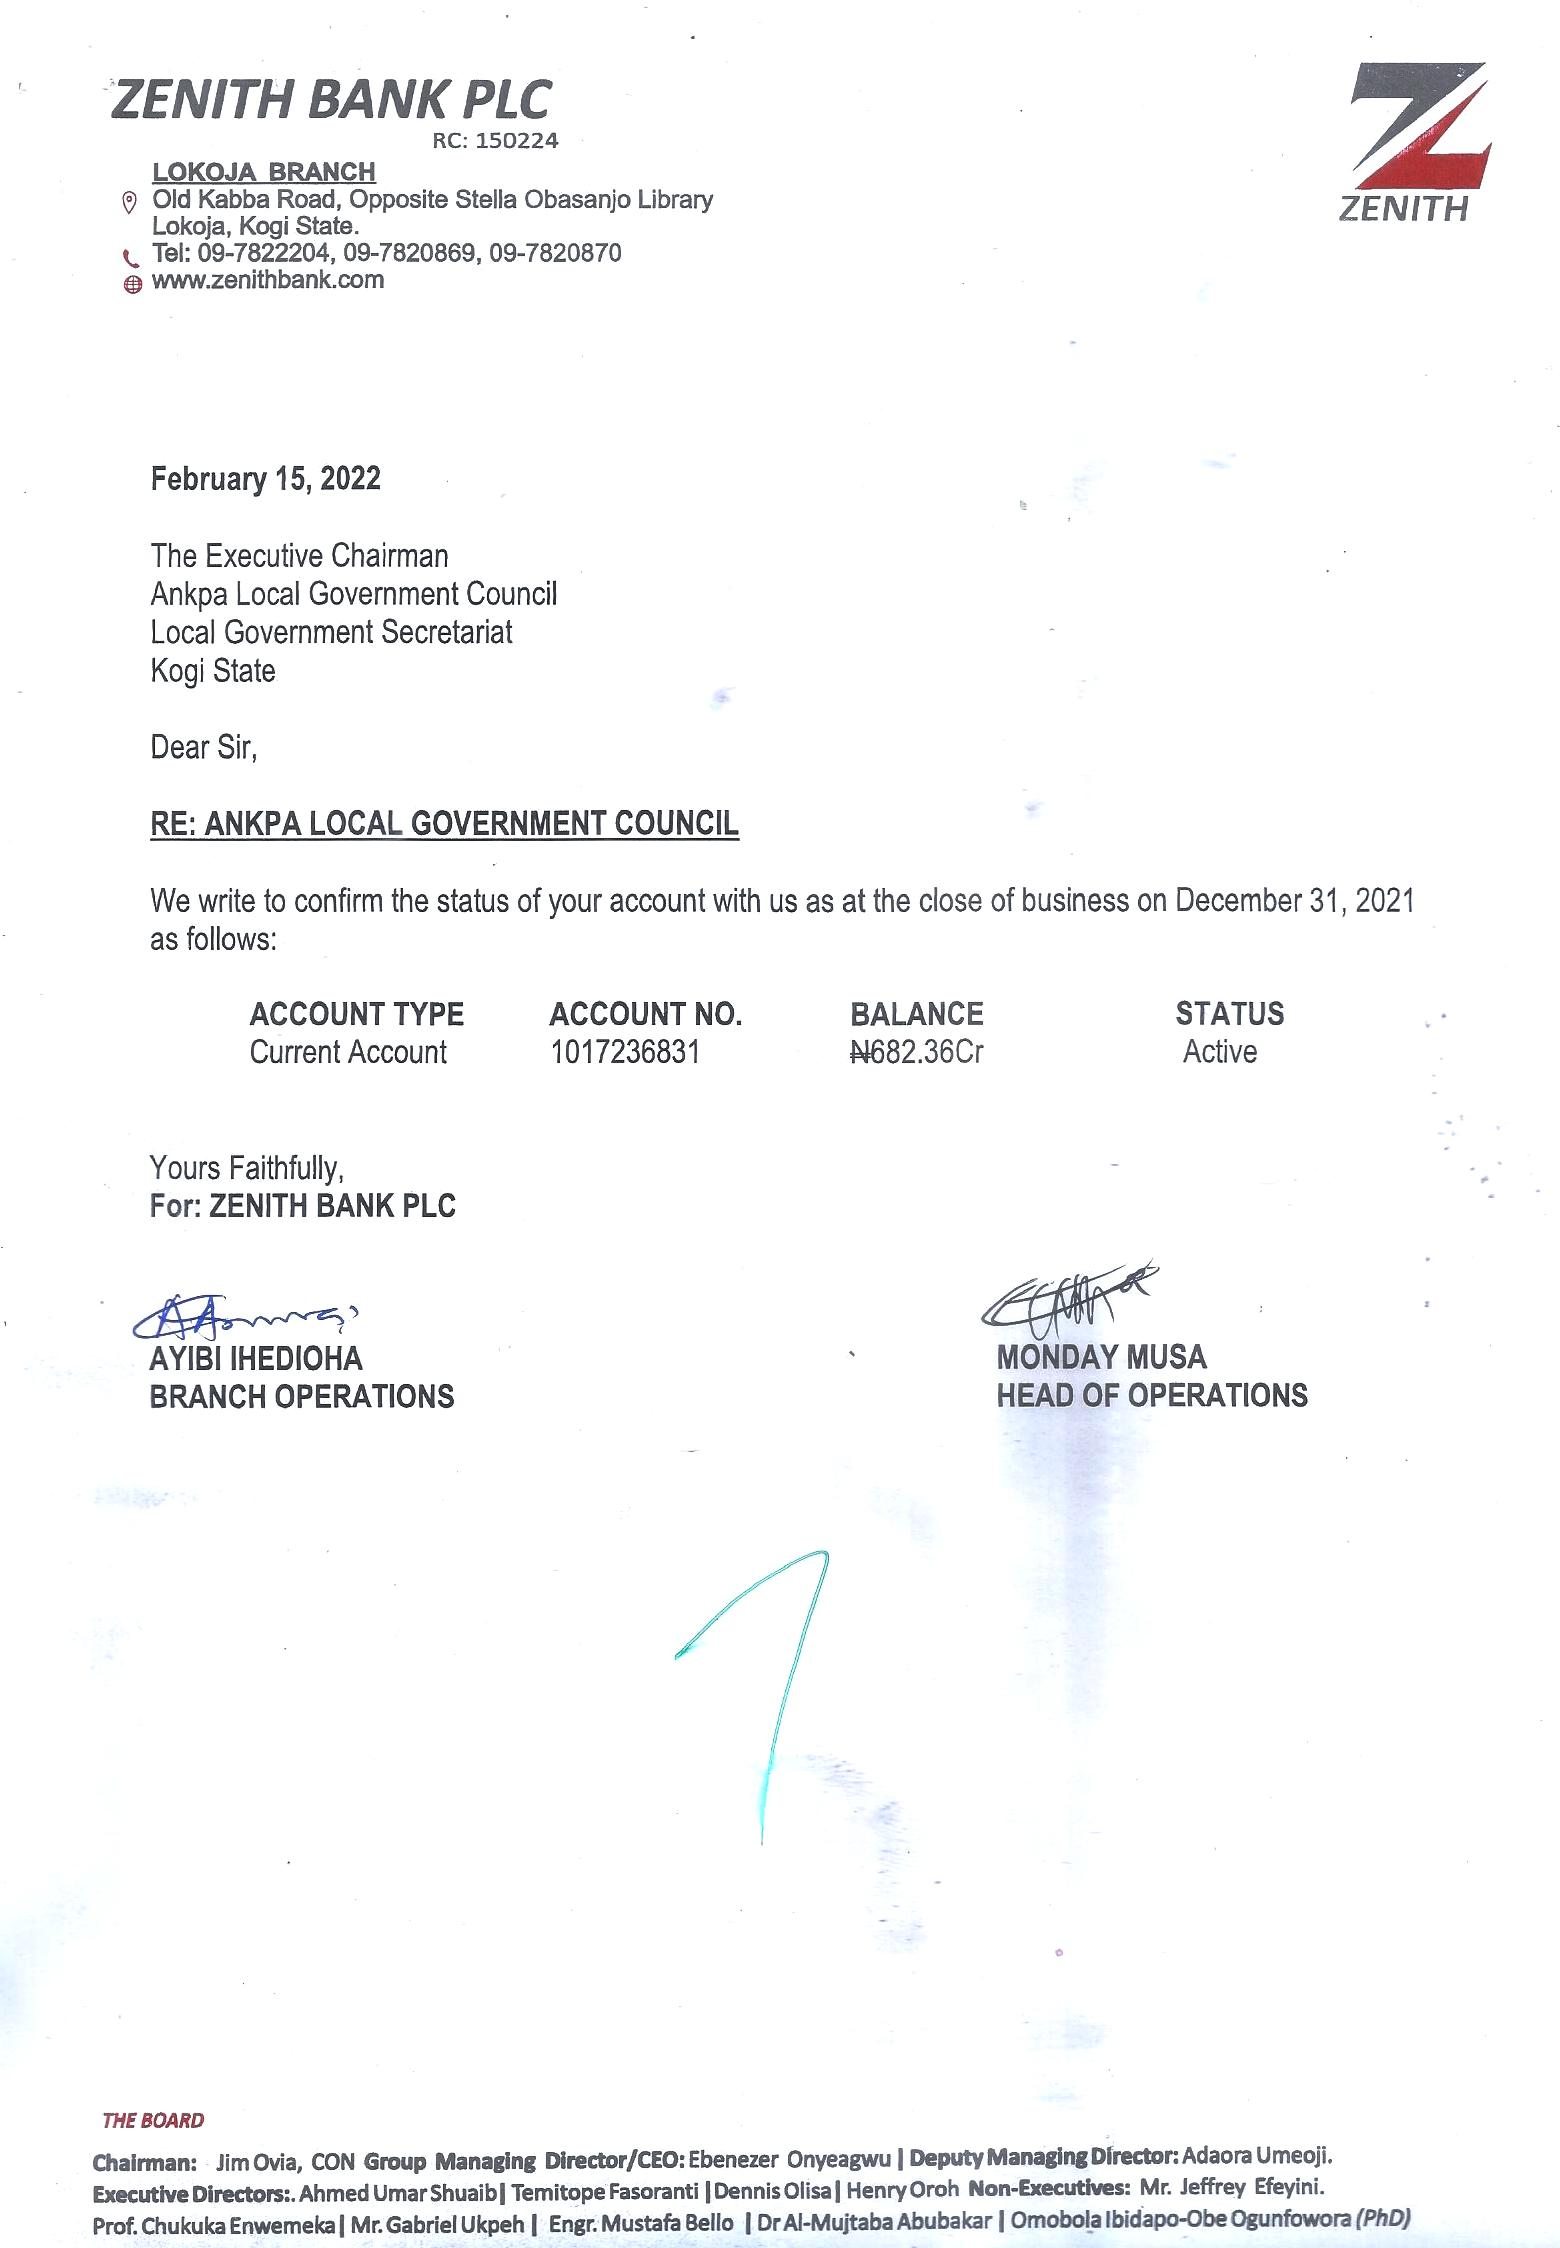 ZENITH BANK PLC
RC: 150224
ZENITH
LOKOJA BRANCH
Old Kabba Road, Opposite Stella Obasanjo Library
Lokoja, Kogi State.
Tel: 09-7822204, 09-7820869, 09-7820870
www.zenithbank.com
February 15, 2022
The Executive Chairman
Ankpa Local Government Council
Local Government Secretariat
Kogi State
Dear Sir,
RE: ANKPA LOCAL GOVERNMENT COUNCIL
We write to confirm the status of your account with us as at the close of business on December 31, 2021
as follows:
ACCOUNT TYPE ACCOUNT NO. BALANCE STATUS
Current Account 1017236831 ₦682.36Cr Active
Yours Faithfully,
For: ZENITH BANK PLC
AYIBI IHEDIOHA MONDAY MUSA
BRANCH OPERATIONS HEAD OF OPERATIONS
THE BOARD
Chairman: Jim Ovia, CON Group Managing Director/CEO: Ebenezer Onyeagwu | Deputy Managing Director: Adaora Umeoji.
Executive Directors:. Ahmed Umar Shuaib | Temitope Fasoranti | Dennis Olisa | Henry Oroh Non-Executives: Mr. Jeffrey Efeyini.
Prof. Chukuka Enwemeka | Mr. Gabriel Ukpeh | Engr. Mustafa Bello | Dr Al-Mujtaba Abubakar | Omobola Ibidapo-Obe Ogunfowora (PhD)